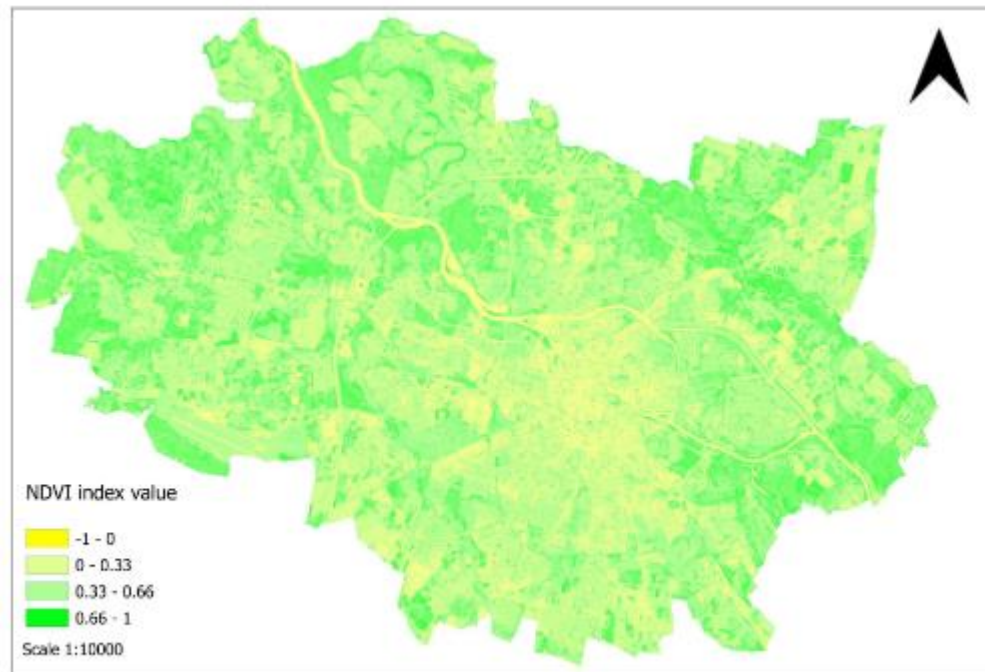 NDVI index value
-1 - 0
0 - 0.33
0.33 - 0.66
0.66 - 1
Scale 1:10000